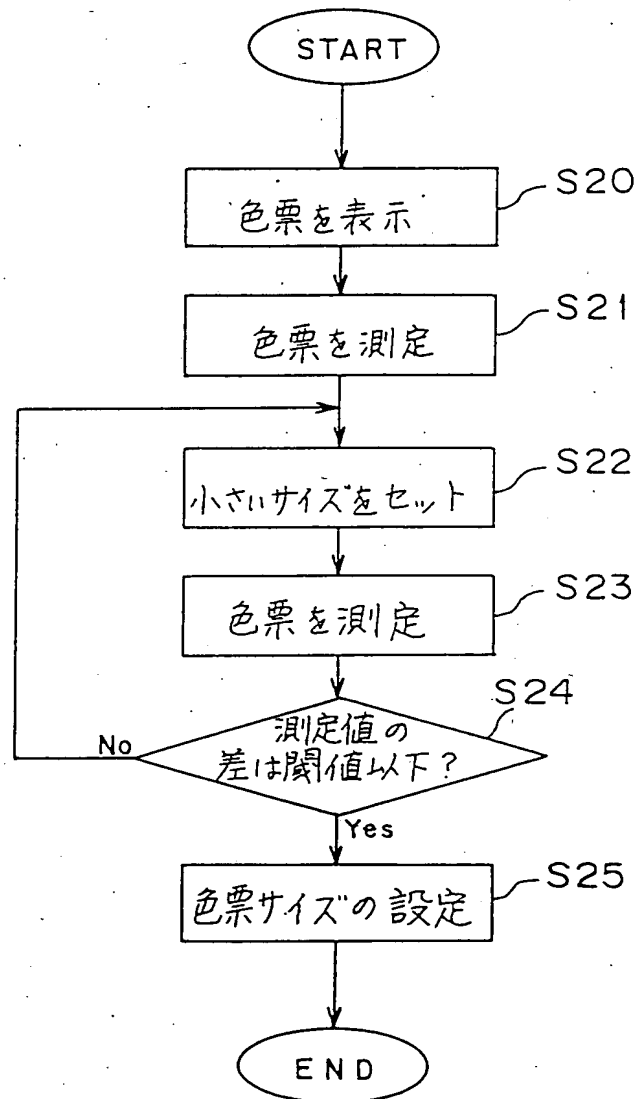 START
色票を表示
S20
色票を測定
S21
小さいサイズをセット
S22
色票を測定
S23
測定値の
差は閾値以下?
S24
No
Yes
色票サイズの設定
S25
END